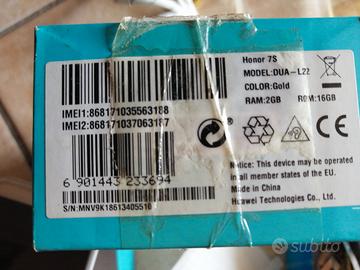 Honor 7S
MODEL:DUA-L22
COLOR:Gold
RAM:2GB ROM:16GB
IMEI1:868171035563188
IMEI2:868171037063187
6 901443 233694
S/N:MNV9K18613405510
CE
Notice: This device may be operated
in all member states of the EU.
Made in China
Huawei Technologies Co., Ltd.
subito